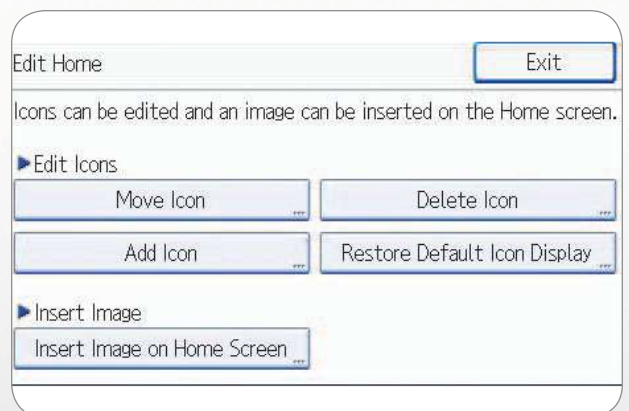 Edit Home Exit
Icons can be edited and an image can be inserted on the Home screen.
Edit Icons
Move Icon Delete Icon
Add Icon Restore Default Icon Display
Insert Image
Insert Image on Home Screen